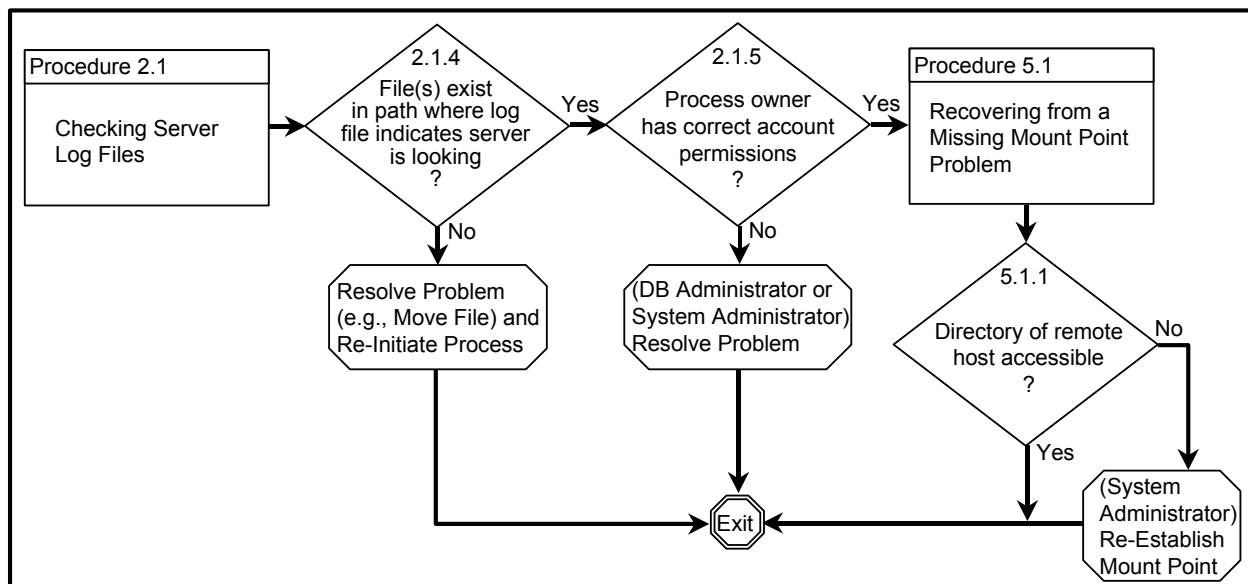 Procedure 2.1
Checking Server
Log Files
2.1.4
File(s) exist
in path where log
file indicates server
is looking
?
Yes
No
2.1.5
Process owner
has correct account
permissions
?
Yes
No
Procedure 5.1
Recovering from a
Missing Mount Point
Problem
Resolve Problem
(e.g., Move File) and
Re-Initiate Process
(DB Administrator or
System Administrator)
Resolve Problem
5.1.1
Directory of remote
host accessible
?
No
Yes
(System
Administrator)
Re-Establish
Mount Point
Exit